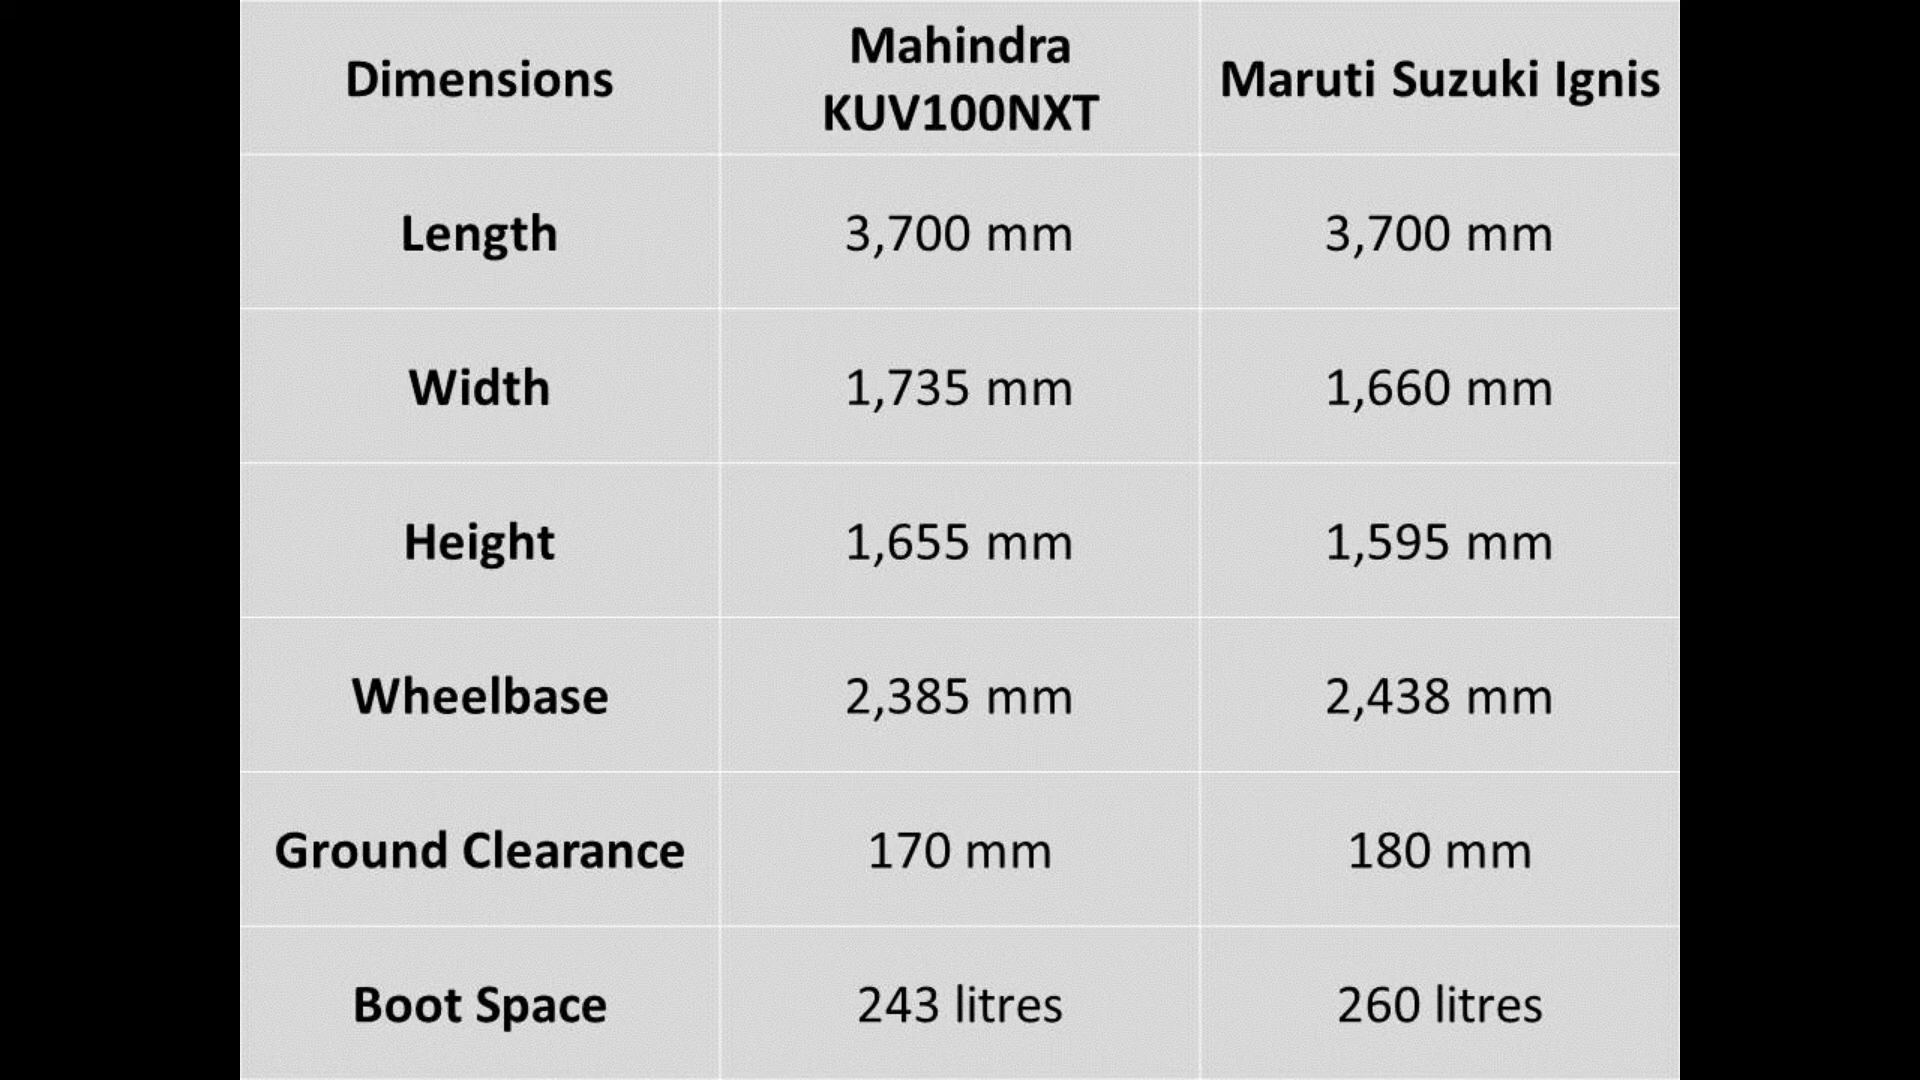 Dimensions
Mahindra
KUV100NXT
Maruti Suzuki Ignis
Length
3,700 mm
3,700 mm
Width
1,735 mm
1,660 mm
Height
1,655 mm
1,595 mm
Wheelbase
2,385 mm
2,438 mm
Ground Clearance
170 mm
180 mm
Boot Space
243 litres
260 litres